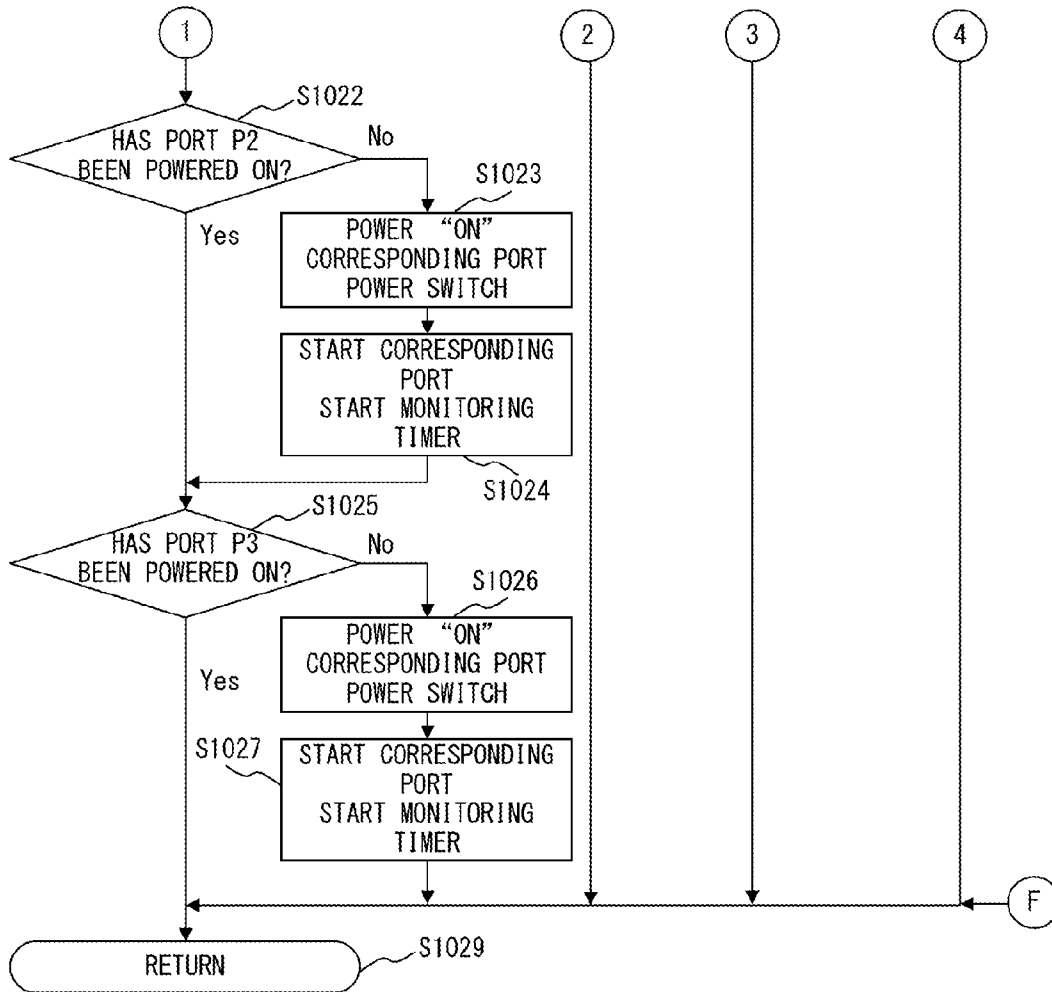 1
2
3
4
S1022
HAS PORT P2
BEEN POWERED ON?
No
Yes
S1023
POWER “ON”
CORRESPONDING PORT
POWER SWITCH
START CORRESPONDING
PORT
START MONITORING
TIMER
S1024
S1025
HAS PORT P3
BEEN POWERED ON?
No
Yes
S1026
POWER “ON”
CORRESPONDING PORT
POWER SWITCH
S1027
START CORRESPONDING
PORT
START MONITORING
TIMER
F
RETURN
S1029